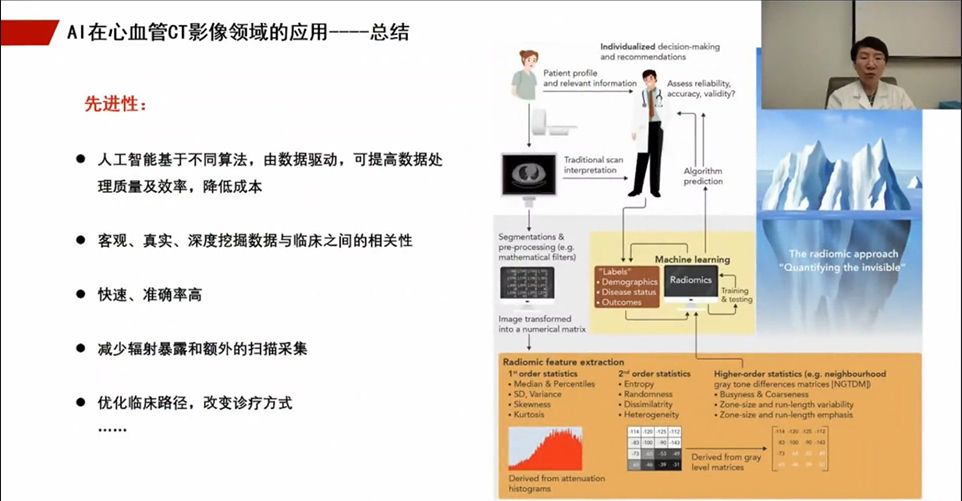 AI在心血管CT影像领域的应用----总结
先进性：
● 人工智能基于不同算法，由数据驱动，可提高数据处
理质量及效率，降低成本
● 客观、真实、深度挖掘数据与临床之间的相关性
● 快速、准确率高
● 减少辐射暴露和额外的扫描采集
● 优化临床路径，改变诊疗方式
……
Individualized decision-making
and recommendations
Patient profile
and relevant information
Assess reliability,
accuracy, validity?
Traditional scan
interpretation
Algorithm
prediction
Segmentations &
pre-processing (e.g.
mathematical filters)
Machine learning
"Labels"
• Demographics
• Disease status
• Outcomes
Radiomics
Training
& testing
Image transformed
into a numerical matrix
The radiomic approach
"Quantifying the invisible"
Radiomic feature extraction
1st order statistics
• Median & Percentiles
• SD, Variance
• Skewness
• Kurtosis
Derived from attenuation
histograms
2nd order statistics
• Entropy
• Randomness
• Dissimilatrity
• Heterogeneity
-114 -120 -125 -112
-83 -100 -90 -143
-73 -65 -53 -49
-65 -46 -39 -31
Derived from gray
level matrices
Higher-order statistics (e.g. neighbourhood
gray tone differences matrices [NGTDM])
• Busyness & Coarseness
• Zone-size and run-length variability
• Zone-size and run-length emphasis
-114 -120 -125 -112
-83 -100 -90 -143
-73